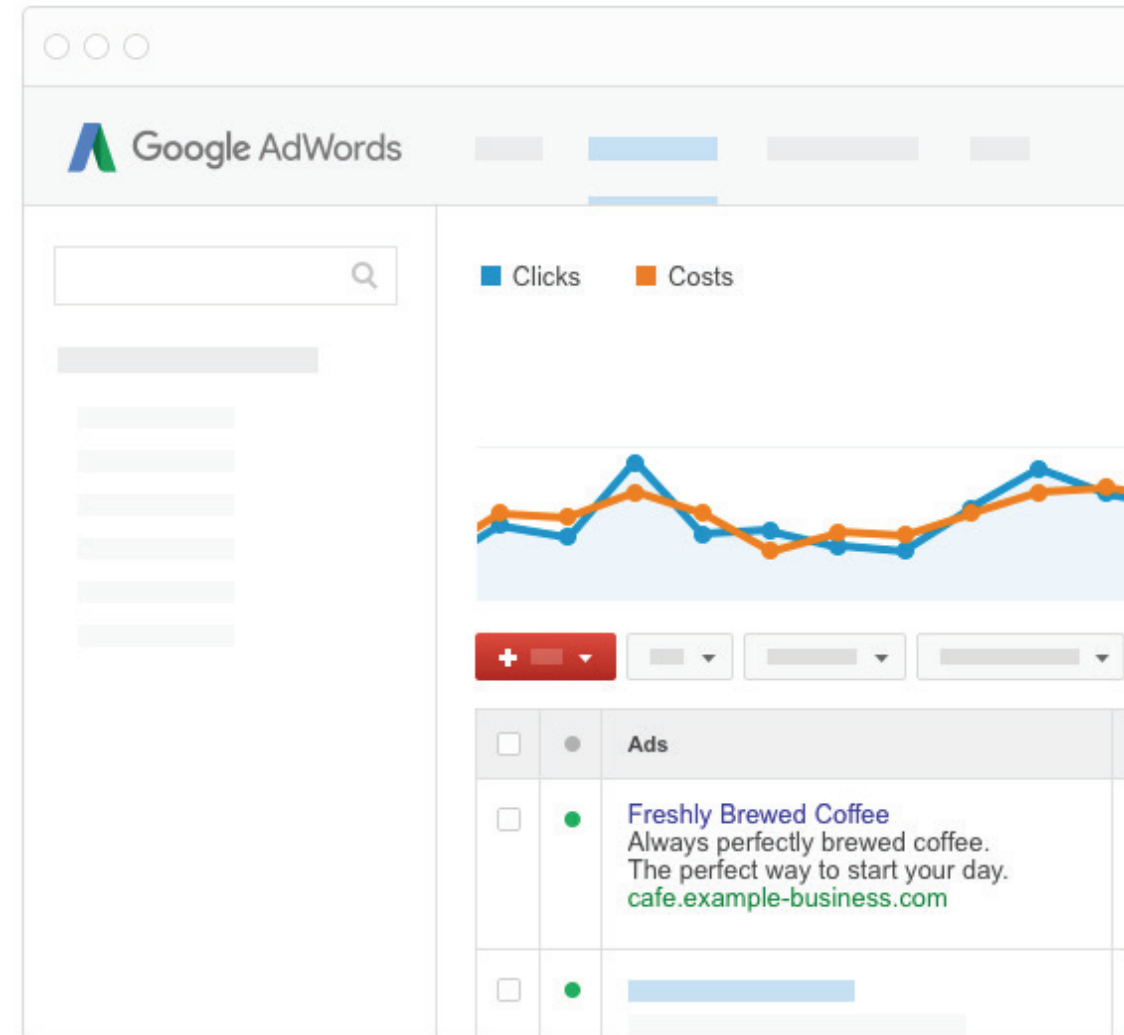 Google AdWords
Clicks
Costs
Ads
Freshly Brewed Coffee
Always perfectly brewed coffee.
The perfect way to start your day.
cafe.example-business.com